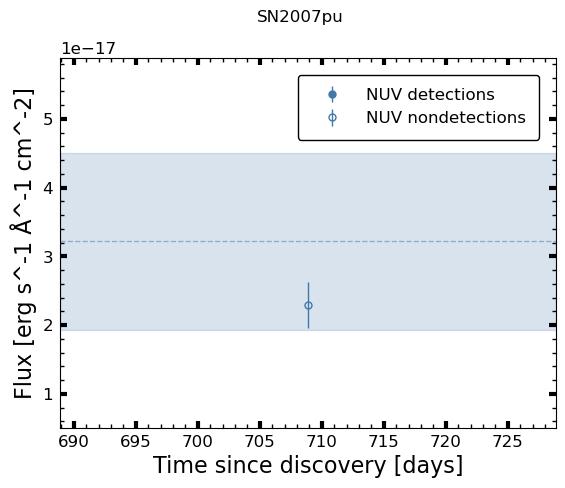 SN2007pu
1e−17
NUV detections
NUV nondetections
5
4
3
2
1
Flux [erg s^-1 Å^-1 cm^-2]
690 695 700 705 710 715 720 725
Time since discovery [days]